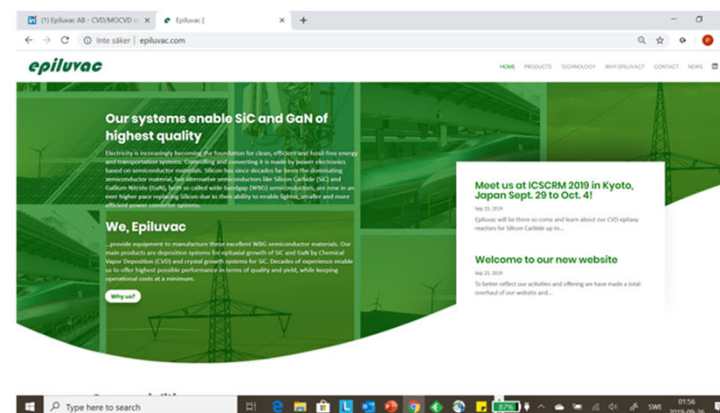 (1) Epiluvac AB - CVD/MOCVD
Epiluvac |
Inte säker | epiluvac.com
epiluvac
HOME PRODUCTS TECHNOLOGY WHY EPILUVAC? CONTACT NEWS
Our systems enable SiC and GaN of
highest quality
Electricity is increasingly becoming the foundation for clean, efficient and fossil-free energy
and transportation systems. Controlling and converting it is made by power electronics
based on semiconductor materials. Silicon has since decades far been the dominating
semiconductor material, but alternative semiconductors like Silicon Carbide (SiC) and
Gallium Nitride (GaN), both so called wide bandgap (WBG) semiconductors, are now in an
ever higher pace replacing Silicon due to their ability to enable lighter, smaller and more
efficient power converter systems.
We, Epiluvac
...provide equipment to manufacture these excellent WBG semiconductor materials. Our
main products are deposition systems for epitaxial growth of SiC and GaN by Chemical
Vapor Deposition (CVD) and crystal growth systems for SiC. Decades of experience enable
us to offer highest possible performance in terms of quality and yield, while keeping
operational costs at a minimum.
Why us?
Meet us at ICSCRM 2019 in Kyoto,
Japan Sept. 29 to Oct. 4!
Sep 23, 2019
Epiluvac will be there so come and learn about our CVD epitaxy
reactors for Silicon Carbide up to...
Welcome to our new website
Sep 23, 2019
To better reflect our activities and offering we have made a total
overhaul of our website and...
Type here to search
87%
SWE
01:56
2019-09-26